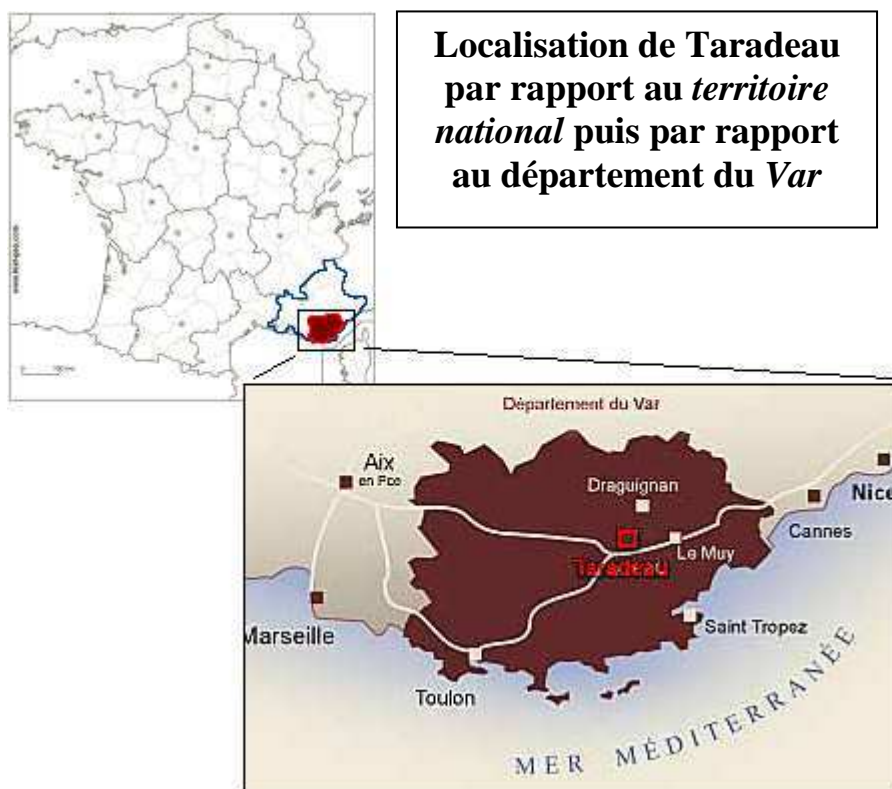 Localisation de Taradeau
par rapport au territoire
national puis par rapport
au département du Var
Département du Var
Aix
en Pce
Draguignan
Nice
Cannes
Le Muy
Taradeau
Marseille
Saint Tropez
Toulon
MER MÉDITERRANÉE